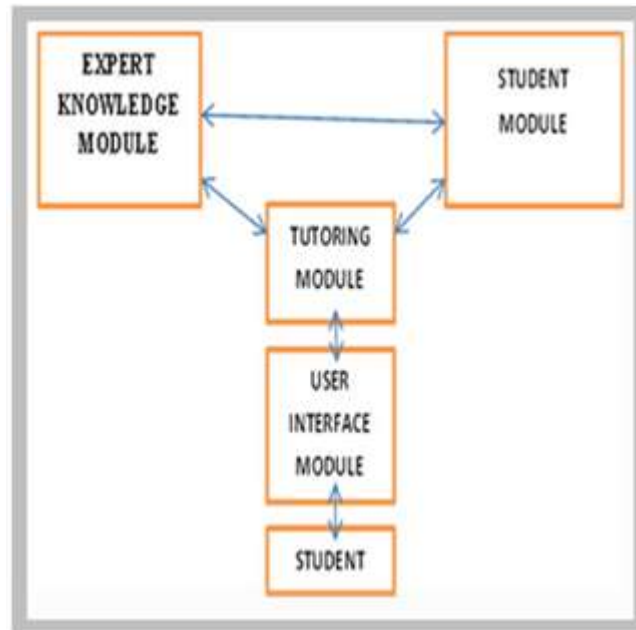 EXPERT
KNOWLEDGE
MODULE
STUDENT
MODULE
TUTORING
MODULE
USER
INTERFACE
MODULE
STUDENT